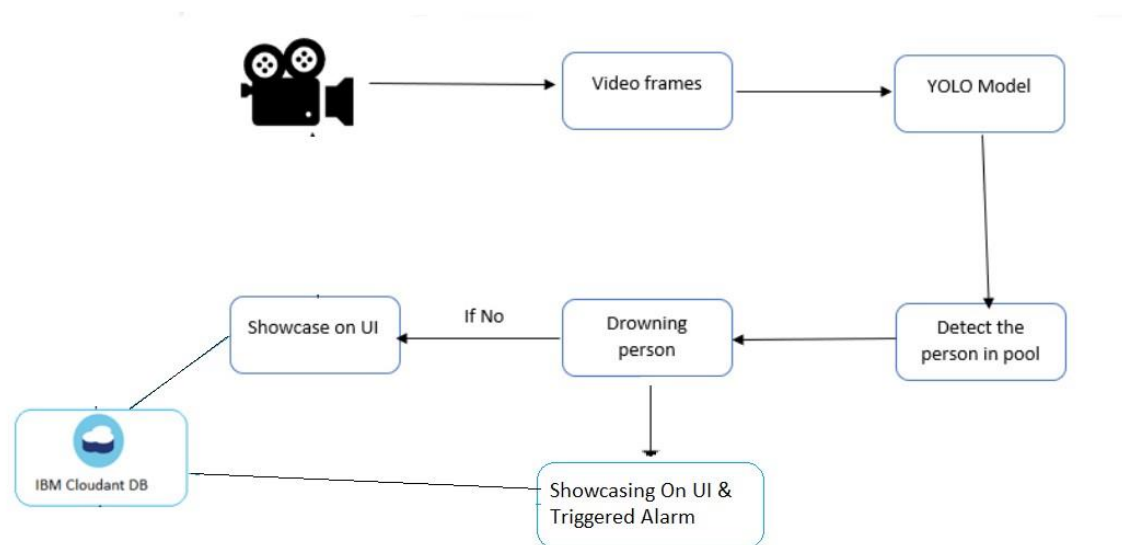 Video frames
YOLO Model
Showcase on UI
If No
Drowning
person
Detect the
person in pool
IBM Cloudant DB
Showcasing On UI &
Triggered Alarm